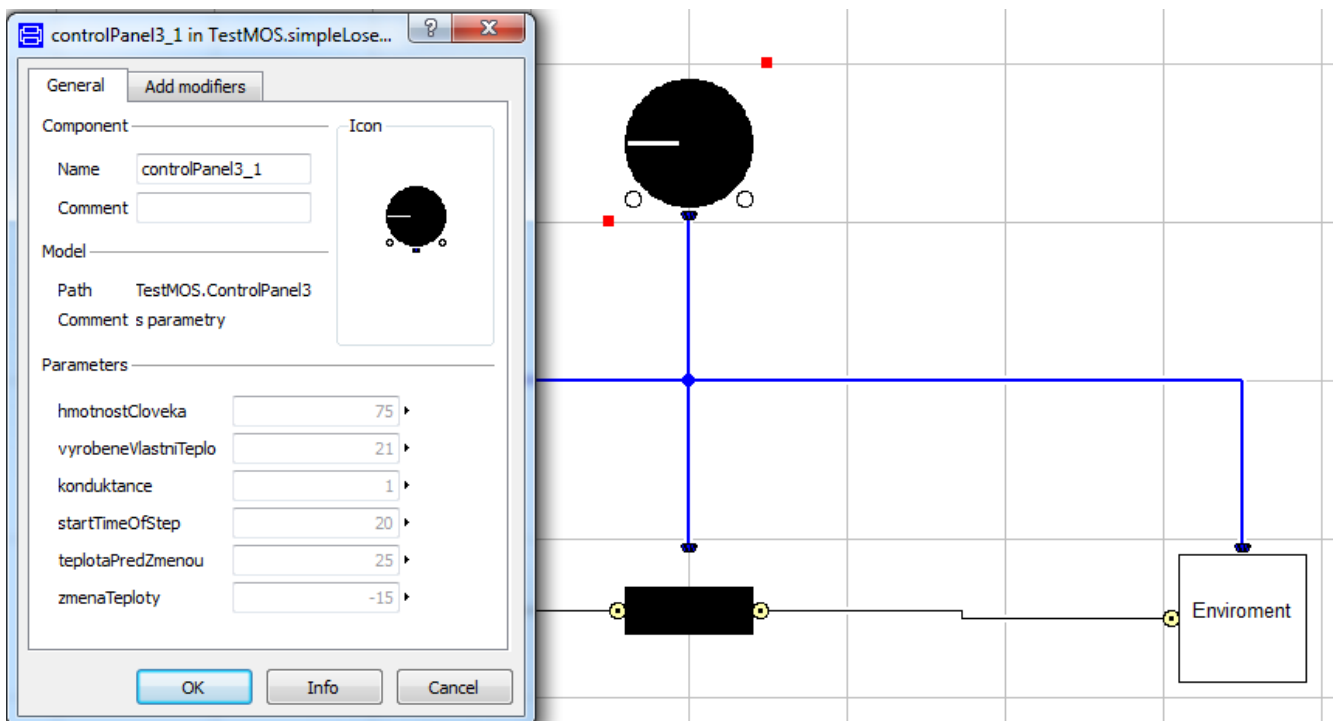 controlPanel3_1 in TestMOS.simpleLose...
? X
General Add modifiers
Component
Icon
Name controlPanel3_1
Comment
Model
Path TestMOS.ControlPanel3
Comment s parametry
Parameters
hmotnostCloveka 75
vyrobeneVlastniTeplo 21
konduktance 1
startTimeOfStep 20
teplotaPredZmenou 25
zmenaTeploty -15
OK Info Cancel
Enviroment